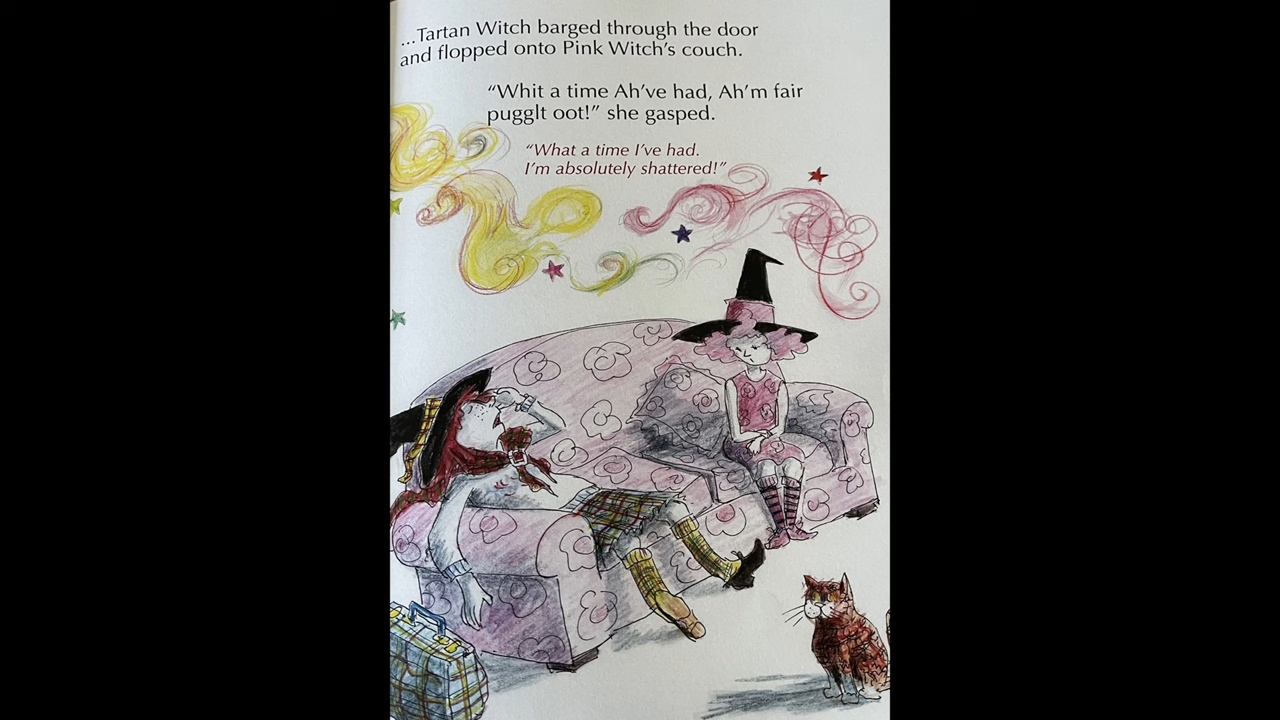 ...Tartan Witch barged through the door
and flopped onto Pink Witch's couch.
“Whit a time Ah’ve had, Ah’m fair
pugglt oot!” she gasped.
“What a time I’ve had.
I’m absolutely shattered!”